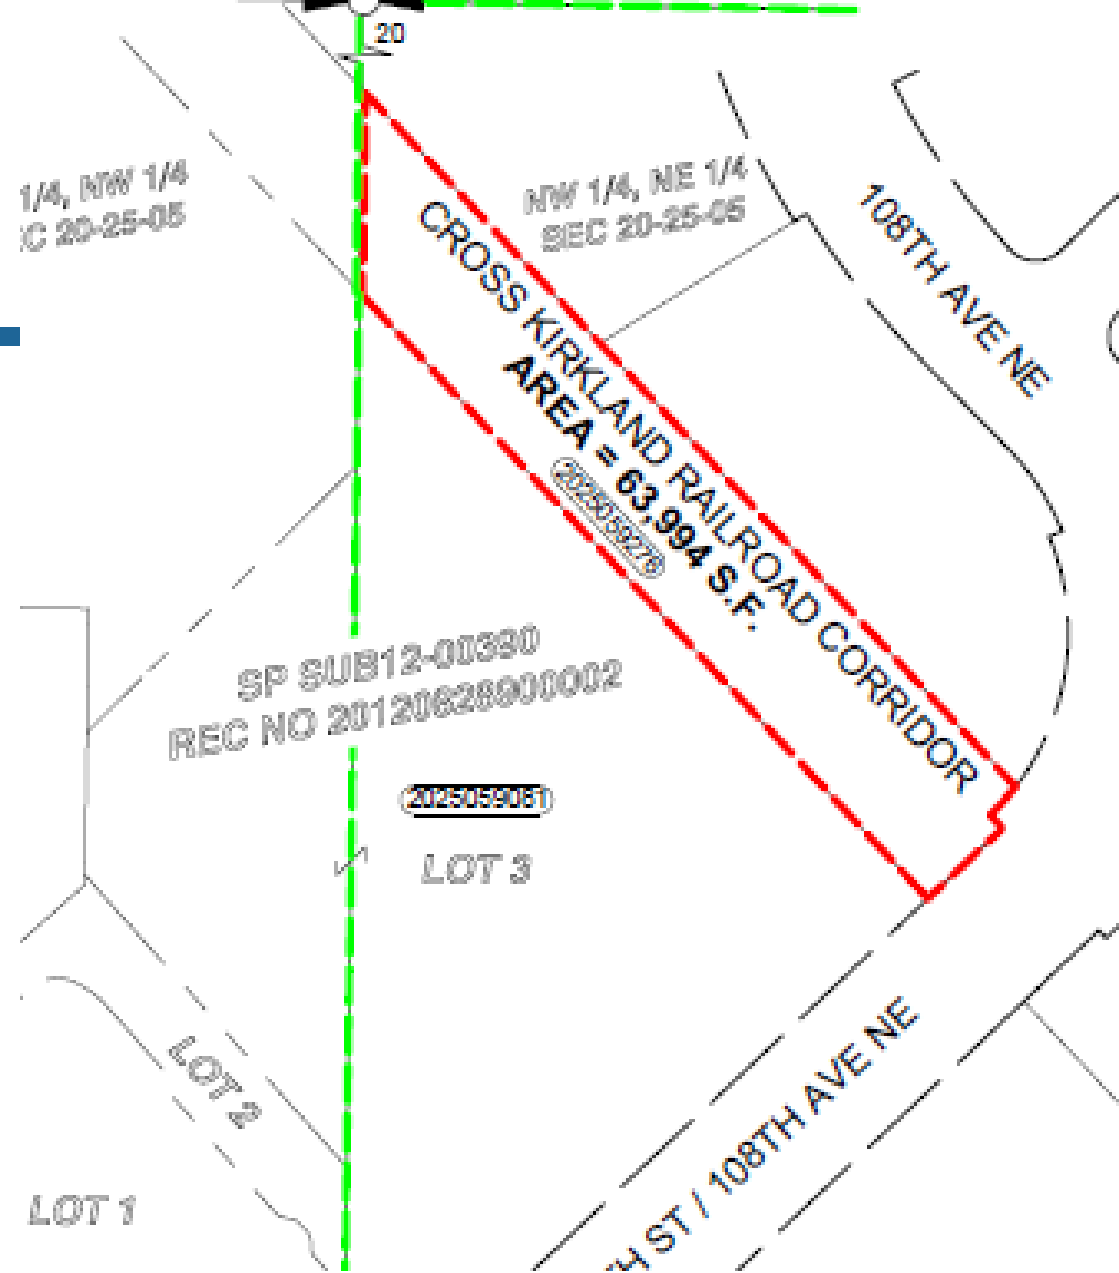 20
1/4, NW 1/4
C 20-25-05
NW 1/4, NE 1/4
SEC 20-25-05
108TH AVE NE
CROSS KIRKLAND RAILROAD CORRIDOR
AREA = 63,994 S.F.
2025059278
SP SUB12-00390
REC NO 20120628900002
2025059081
LOT 3
LOT 2
LOT 1
TH ST / 108TH AVE NE